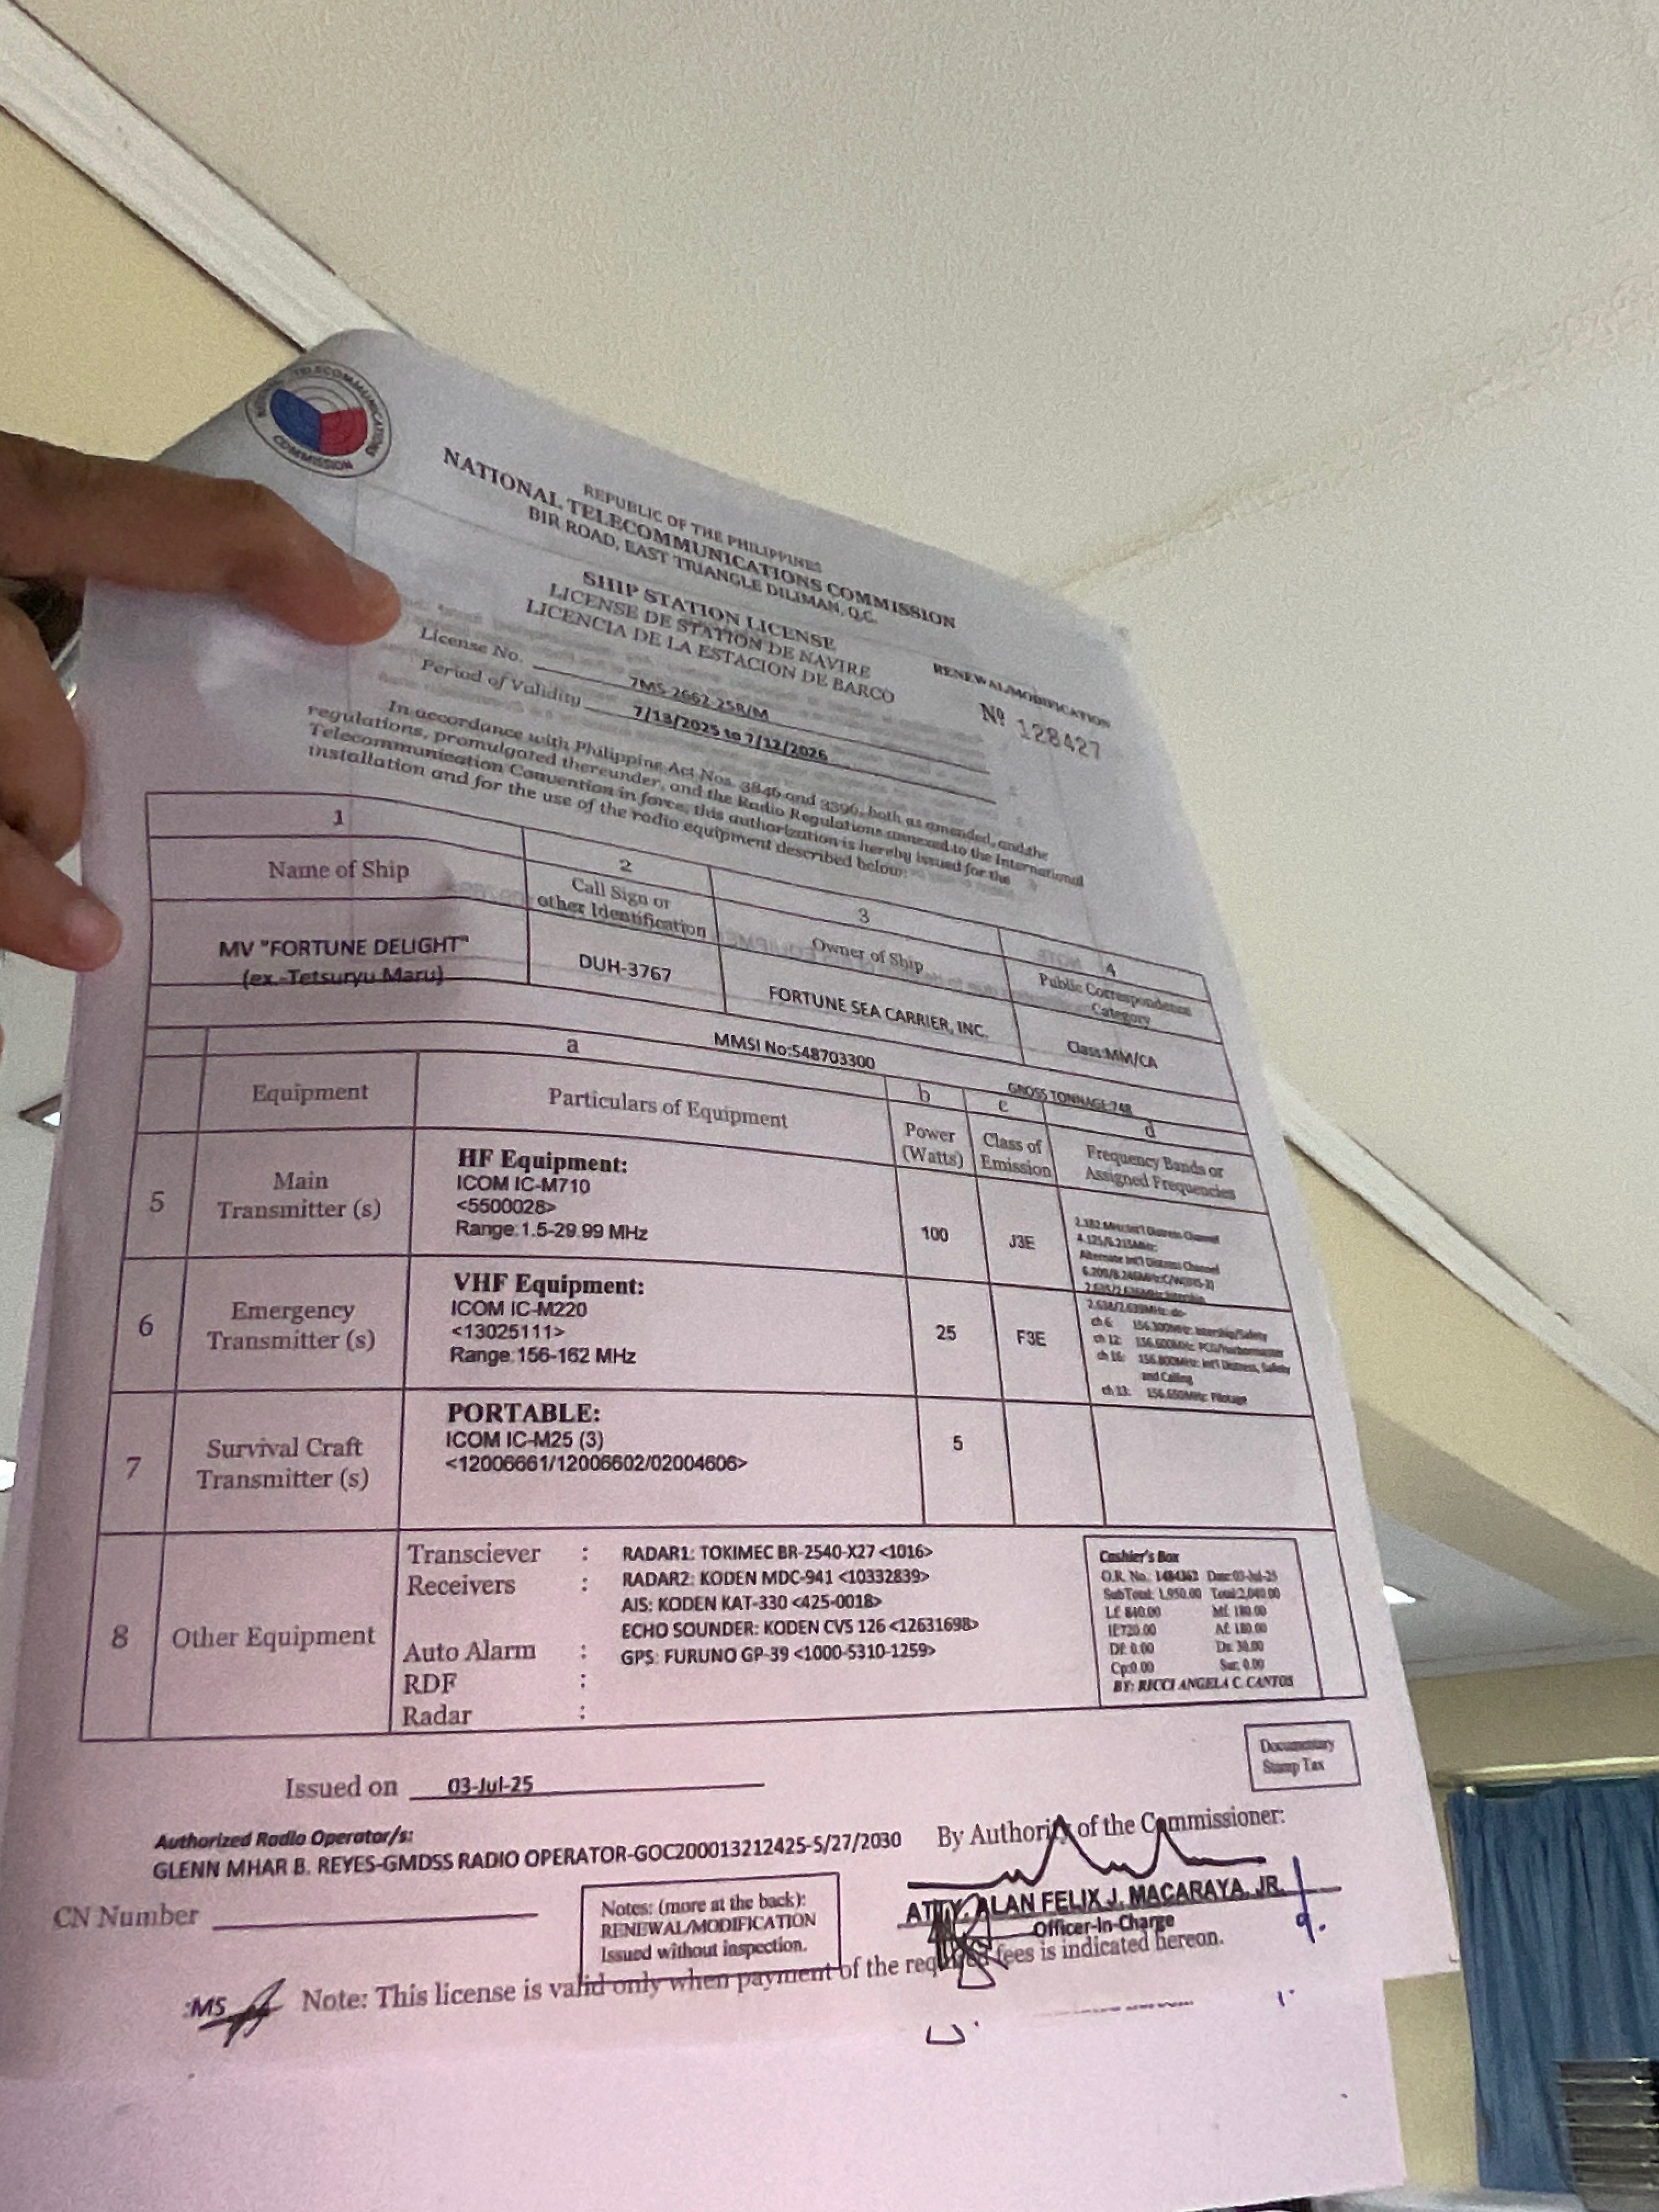 NATIONAL TELECOMMUNICATIONS COMMISSION
REPUBLIC OF THE PHILIPPINES
NATIONAL TELECOMMUNICATIONS COMMISSION
BIR ROAD, EAST TRIANGLE DILIMAN, Q.C.
SHIP STATION LICENSE
LICENSE DE STATION DE NAVIRE
LICENCIA DE LA ESTACION DE BARCO
RENEWAL/MODIFICATION
Nº 128427
License No. 7MS-2662-25R/M
Period of Validity 7/13/2025 to 7/12/2026
In accordance with Philippine Act Nos. 3846 and 3396, both as amended, and the
regulations, promulgated thereunder, and the Radio Regulations annexed to the International
Telecommunication Convention in force, this authorization is hereby issued for the
installation and for the use of the radio equipment described below:
1 2 3 4
Name of Ship
Call Sign or
other Identification
Owner of Ship
Public Correspondence
Category
MV "FORTUNE DELIGHT"
(ex.-Tetsuryu Maru)
DUH-3767
FORTUNE SEA CARRIER, INC.
Class:MM/CA
MMSI No:548703300
GROSS TONNAGE:748
a b c d
Equipment
Particulars of Equipment
Power
(Watts)
Class of
Emission
Frequency Bands or
Assigned Frequencies
5
Main
Transmitter (s)
HF Equipment:
ICOM IC-M710
<5500028>
Range:1.5-29.99 MHz
100
J3E
2.182 MHz:Int'l Distress Channel
4.125/6.215MHz:
Alternate Int'l Distress Channel
6
Emergency
Transmitter (s)
VHF Equipment:
ICOM IC-M220
<13025111>
Range:156-162 MHz
25
F3E
2.638/2.639MHz: do-
ch 6: 156.300MHz: Intership/Safety
ch 12: 156.600MHz: PCG/Harbormaster
ch 16: 156.800MHz: Int'l Distress, Safety
and Calling
ch 13: 156.650MHz: Pilotage
7
Survival Craft
Transmitter (s)
PORTABLE:
ICOM IC-M25 (3)
<12006661/12006602/02004606>
5
8
Other Equipment
Transciever :
Receivers :
Auto Alarm :
RDF :
Radar :
RADAR1: TOKIMEC BR-2540-X27 <1016>
RADAR2: KODEN MDC-941 <10332839>
AIS: KODEN KAT-330 <425-0018>
ECHO SOUNDER: KODEN CVS 126 <12631698>
GPS: FURUNO GP-39 <1000-5310-1259>
Cashier's Box
O.R. No.: 1484362 Date:03-Jul-25
SubTotal: 1,950.00 Total:2,040.00
Lf: 840.00 Mf: 180.00
If:720.00 Af: 180.00
Df: 0.00 Ds: 30.00
Cp:0.00 Sur: 0.00
BY: RICCI ANGELA C. CANTOS
Documentary
Stamp Tax
Issued on 03-Jul-25
Authorized Radio Operator/s:
GLENN MHAR B. REYES-GMDSS RADIO OPERATOR-GOC200013212425-5/27/2030
By Authority of the Commissioner:
ATTY. ALAN FELIX J. MACARAYA, JR.
Officer-In-Charge
CN Number
Notes: (more at the back):
RENEWAL/MODIFICATION
Issued without inspection.
:MS
Note: This license is valid only when payment of the required fees is indicated hereon.